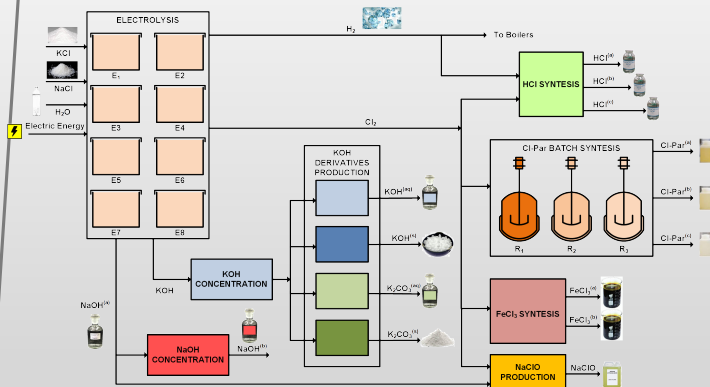 ELECTROLYSIS
H₂
To Boilers
KCl
NaCl
H₂O
Electric Energy
E₁
E2
E3
E4
E5
E6
E7
E8
Cl₂
HCl SYNTESIS
HCl⁽ᵃ⁾
HCl⁽ᵇ⁾
HCl⁽ᶜ⁾
KOH
DERIVATIVES
PRODUCTION
KOH⁽ᵃq⁾
KOH⁽ˢ⁾
K₂CO₃⁽ᵃq⁾
K₂CO₃⁽ˢ⁾
Cl-Par BATCH SYNTESIS
R₁
R₂
R₃
Cl-Par⁽ᵃ⁾
Cl-Par⁽ᵇ⁾
Cl-Par⁽ᶜ⁾
KOH
KOH
CONCENTRATION
NaOH⁽ᵃ⁾
NaOH
CONCENTRATION
NaOH⁽ᵇ⁾
FeCl₃ SYNTESIS
FeCl₃⁽ᵃ⁾
FeCl₃⁽ᵇ⁾
NaClO
PRODUCTION
NaClO